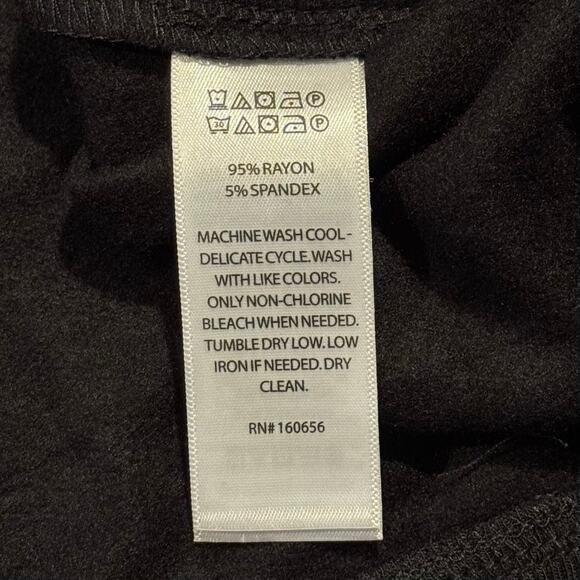 P
30 P
95% RAYON
5% SPANDEX
MACHINE WASH COOL -
DELICATE CYCLE. WASH
WITH LIKE COLORS.
ONLY NON-CHLORINE
BLEACH WHEN NEEDED.
TUMBLE DRY LOW. LOW
IRON IF NEEDED. DRY
CLEAN.
RN# 160656